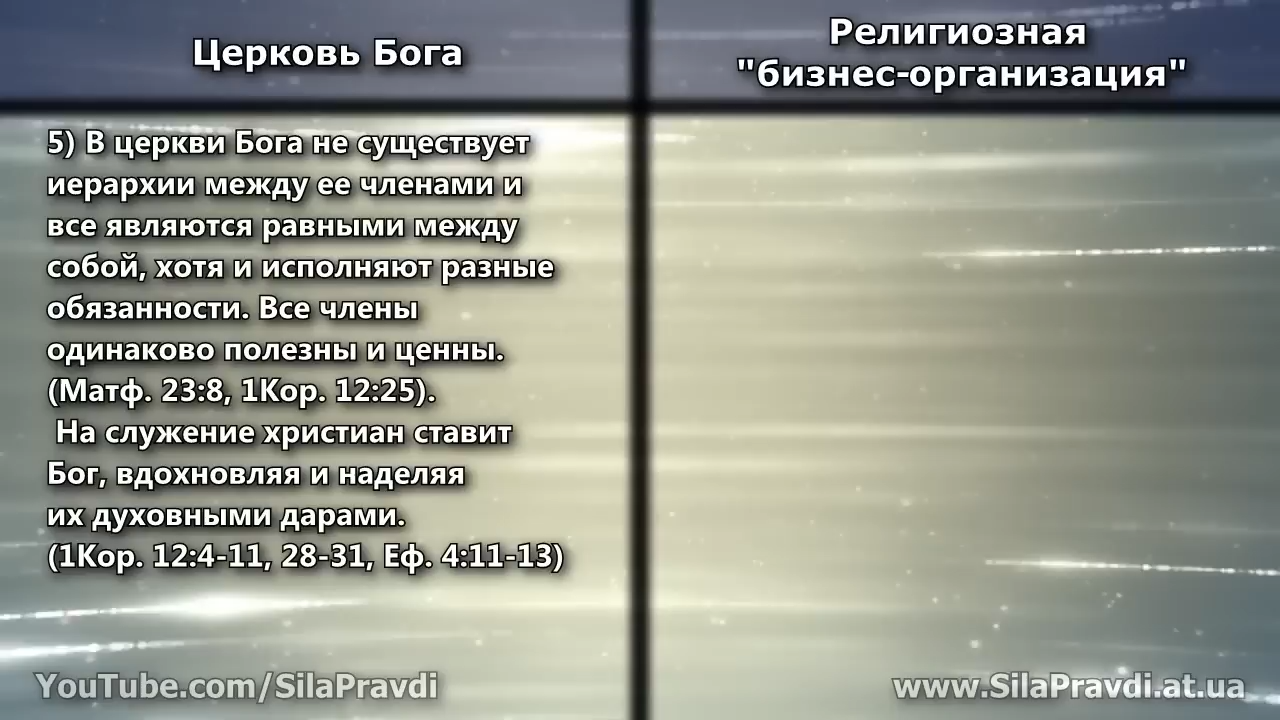 Церковь Бога
Религиозная
"бизнес-организация"
5) В церкви Бога не существует
иерархии между ее членами и
все являются равными между
собой, хотя и исполняют разные
обязанности. Все члены
одинаково полезны и ценны.
(Матф. 23:8, 1Кор. 12:25).
На служение христиан ставит
Бог, вдохновляя и наделяя
их духовными дарами.
(1Кор. 12:4-11, 28-31, Еф. 4:11-13)
YouTube.com/SilaPravdi
www.SilaPravdi.at.ua